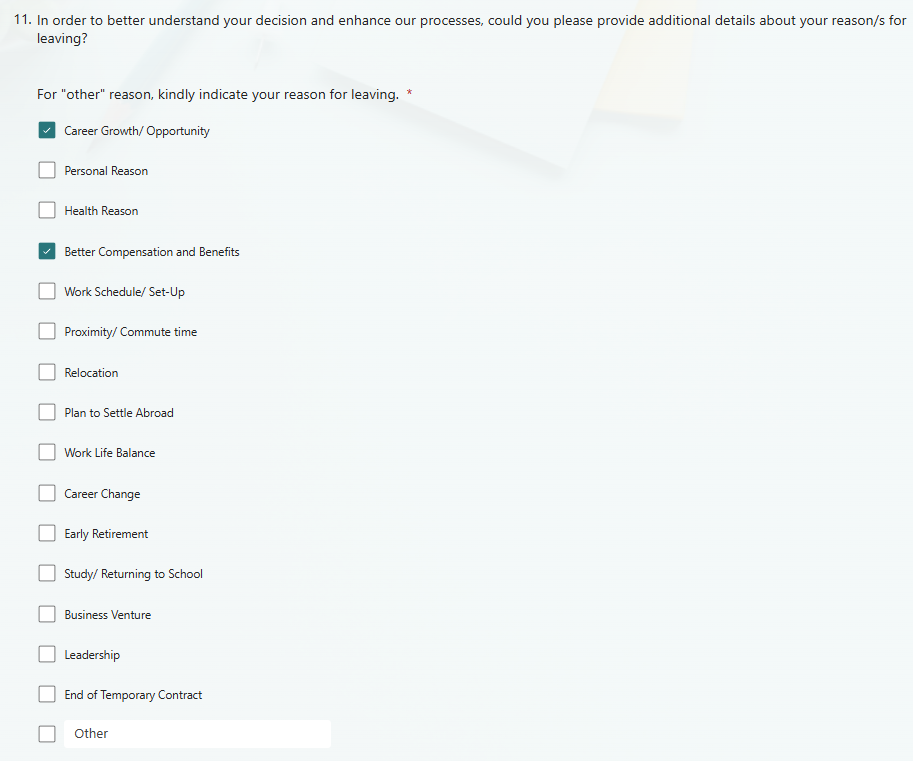 11. In order to better understand your decision and enhance our processes, could you please provide additional details about your reason/s for
leaving?
For "other" reason, kindly indicate your reason for leaving. *
Career Growth/ Opportunity
Personal Reason
Health Reason
Better Compensation and Benefits
Work Schedule/ Set-Up
Proximity/ Commute time
Relocation
Plan to Settle Abroad
Work Life Balance
Career Change
Early Retirement
Study/ Returning to School
Business Venture
Leadership
End of Temporary Contract
Other